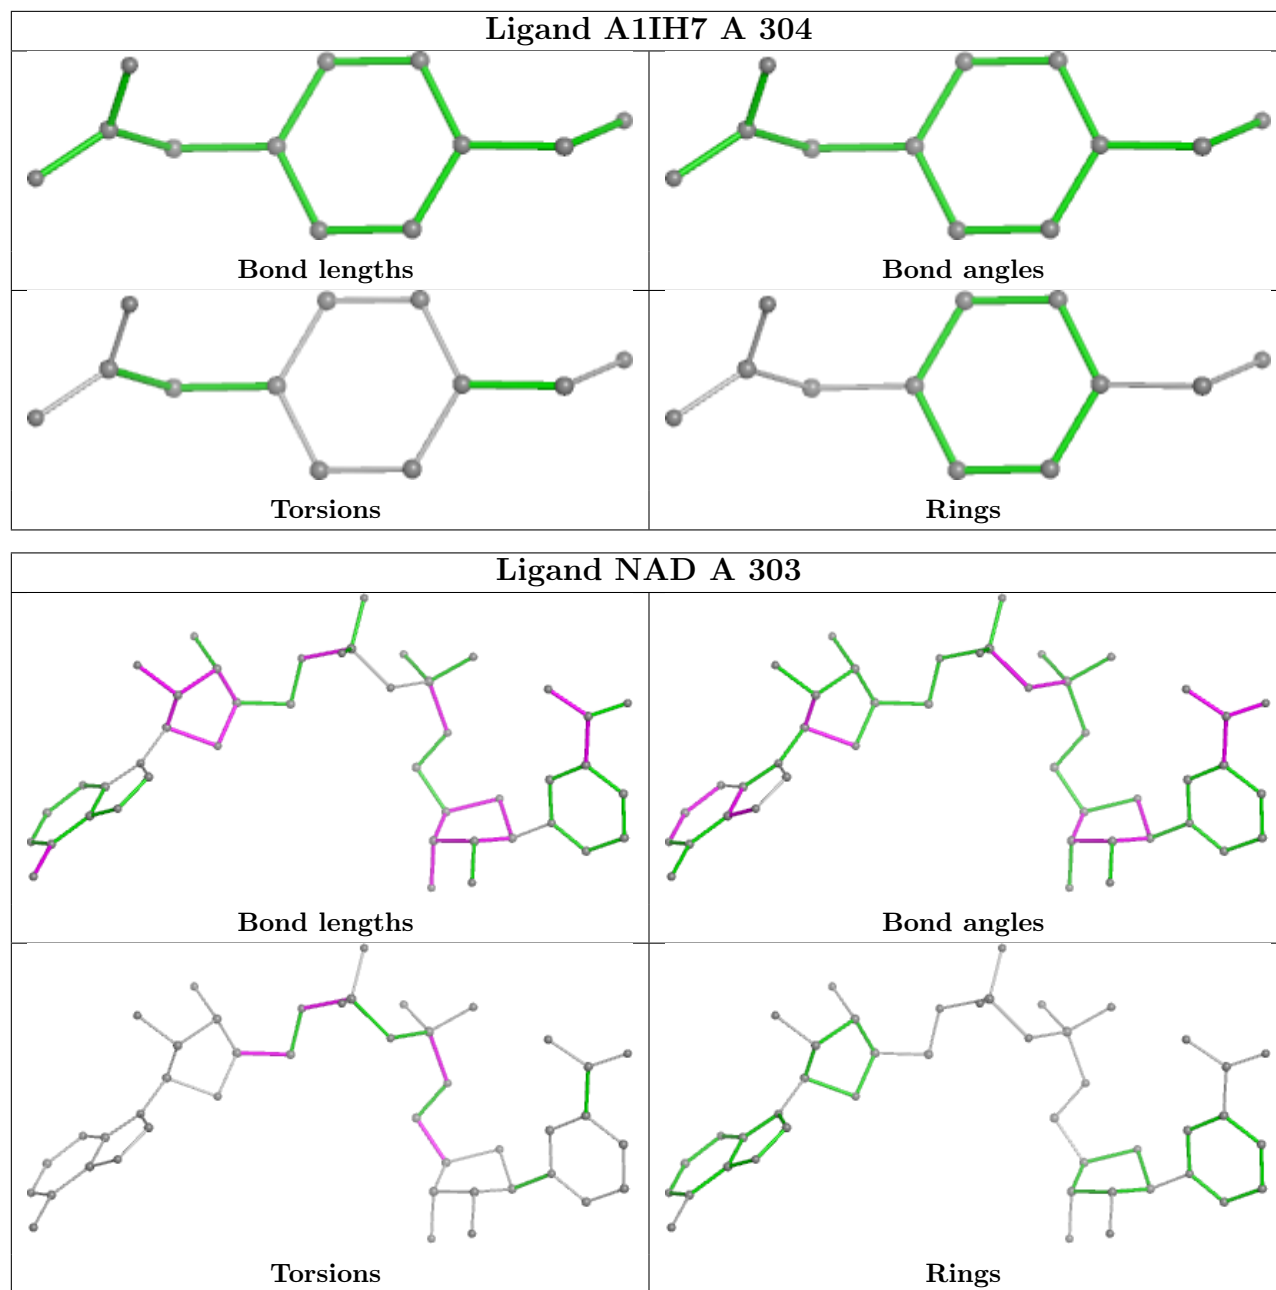 Ligand A1IH7 A 304
Bond lengths
Bond angles
Torsions
Rings
Ligand NAD A 303
Bond lengths
Bond angles
Torsions
Rings